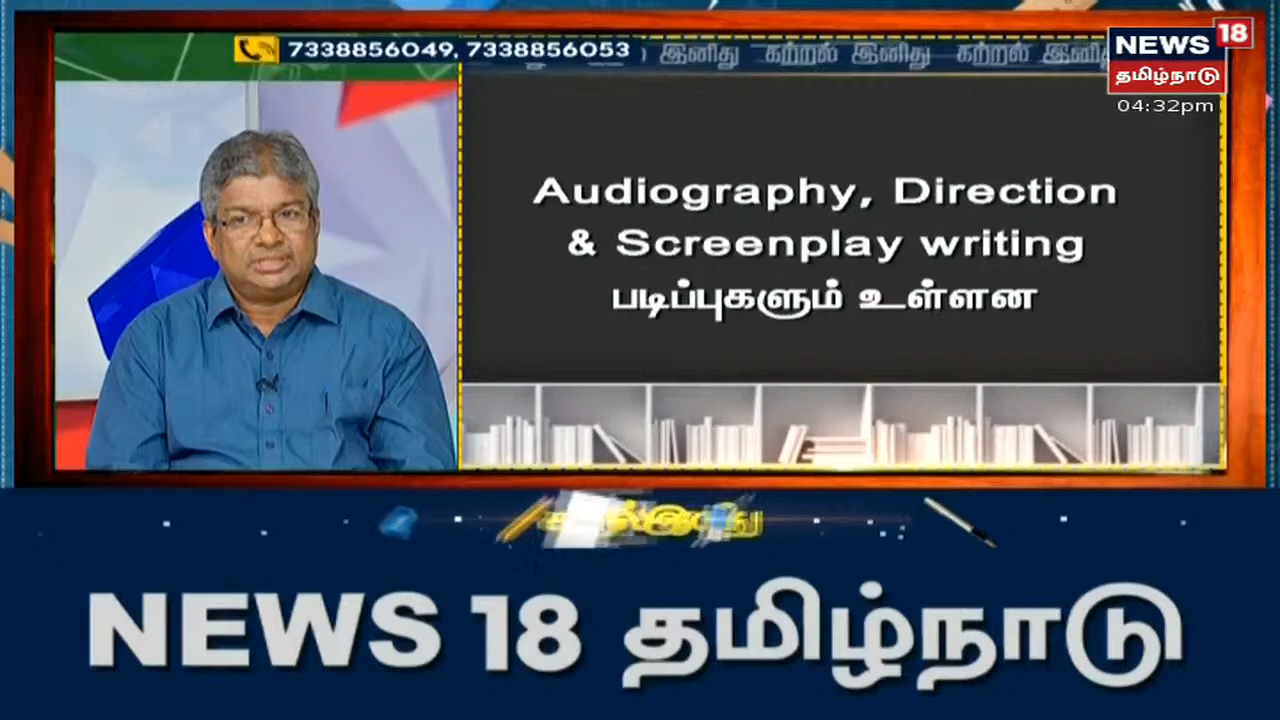 7338856049, 7338856053
இனிது கற்றல் இனிது கற்றல் இனிது
NEWS 18
தமிழ்நாடு
04:32pm
Audiography, Direction
& Screenplay writing
படிப்புகளும் உள்ளன
NEWS 18 தமிழ்நாடு